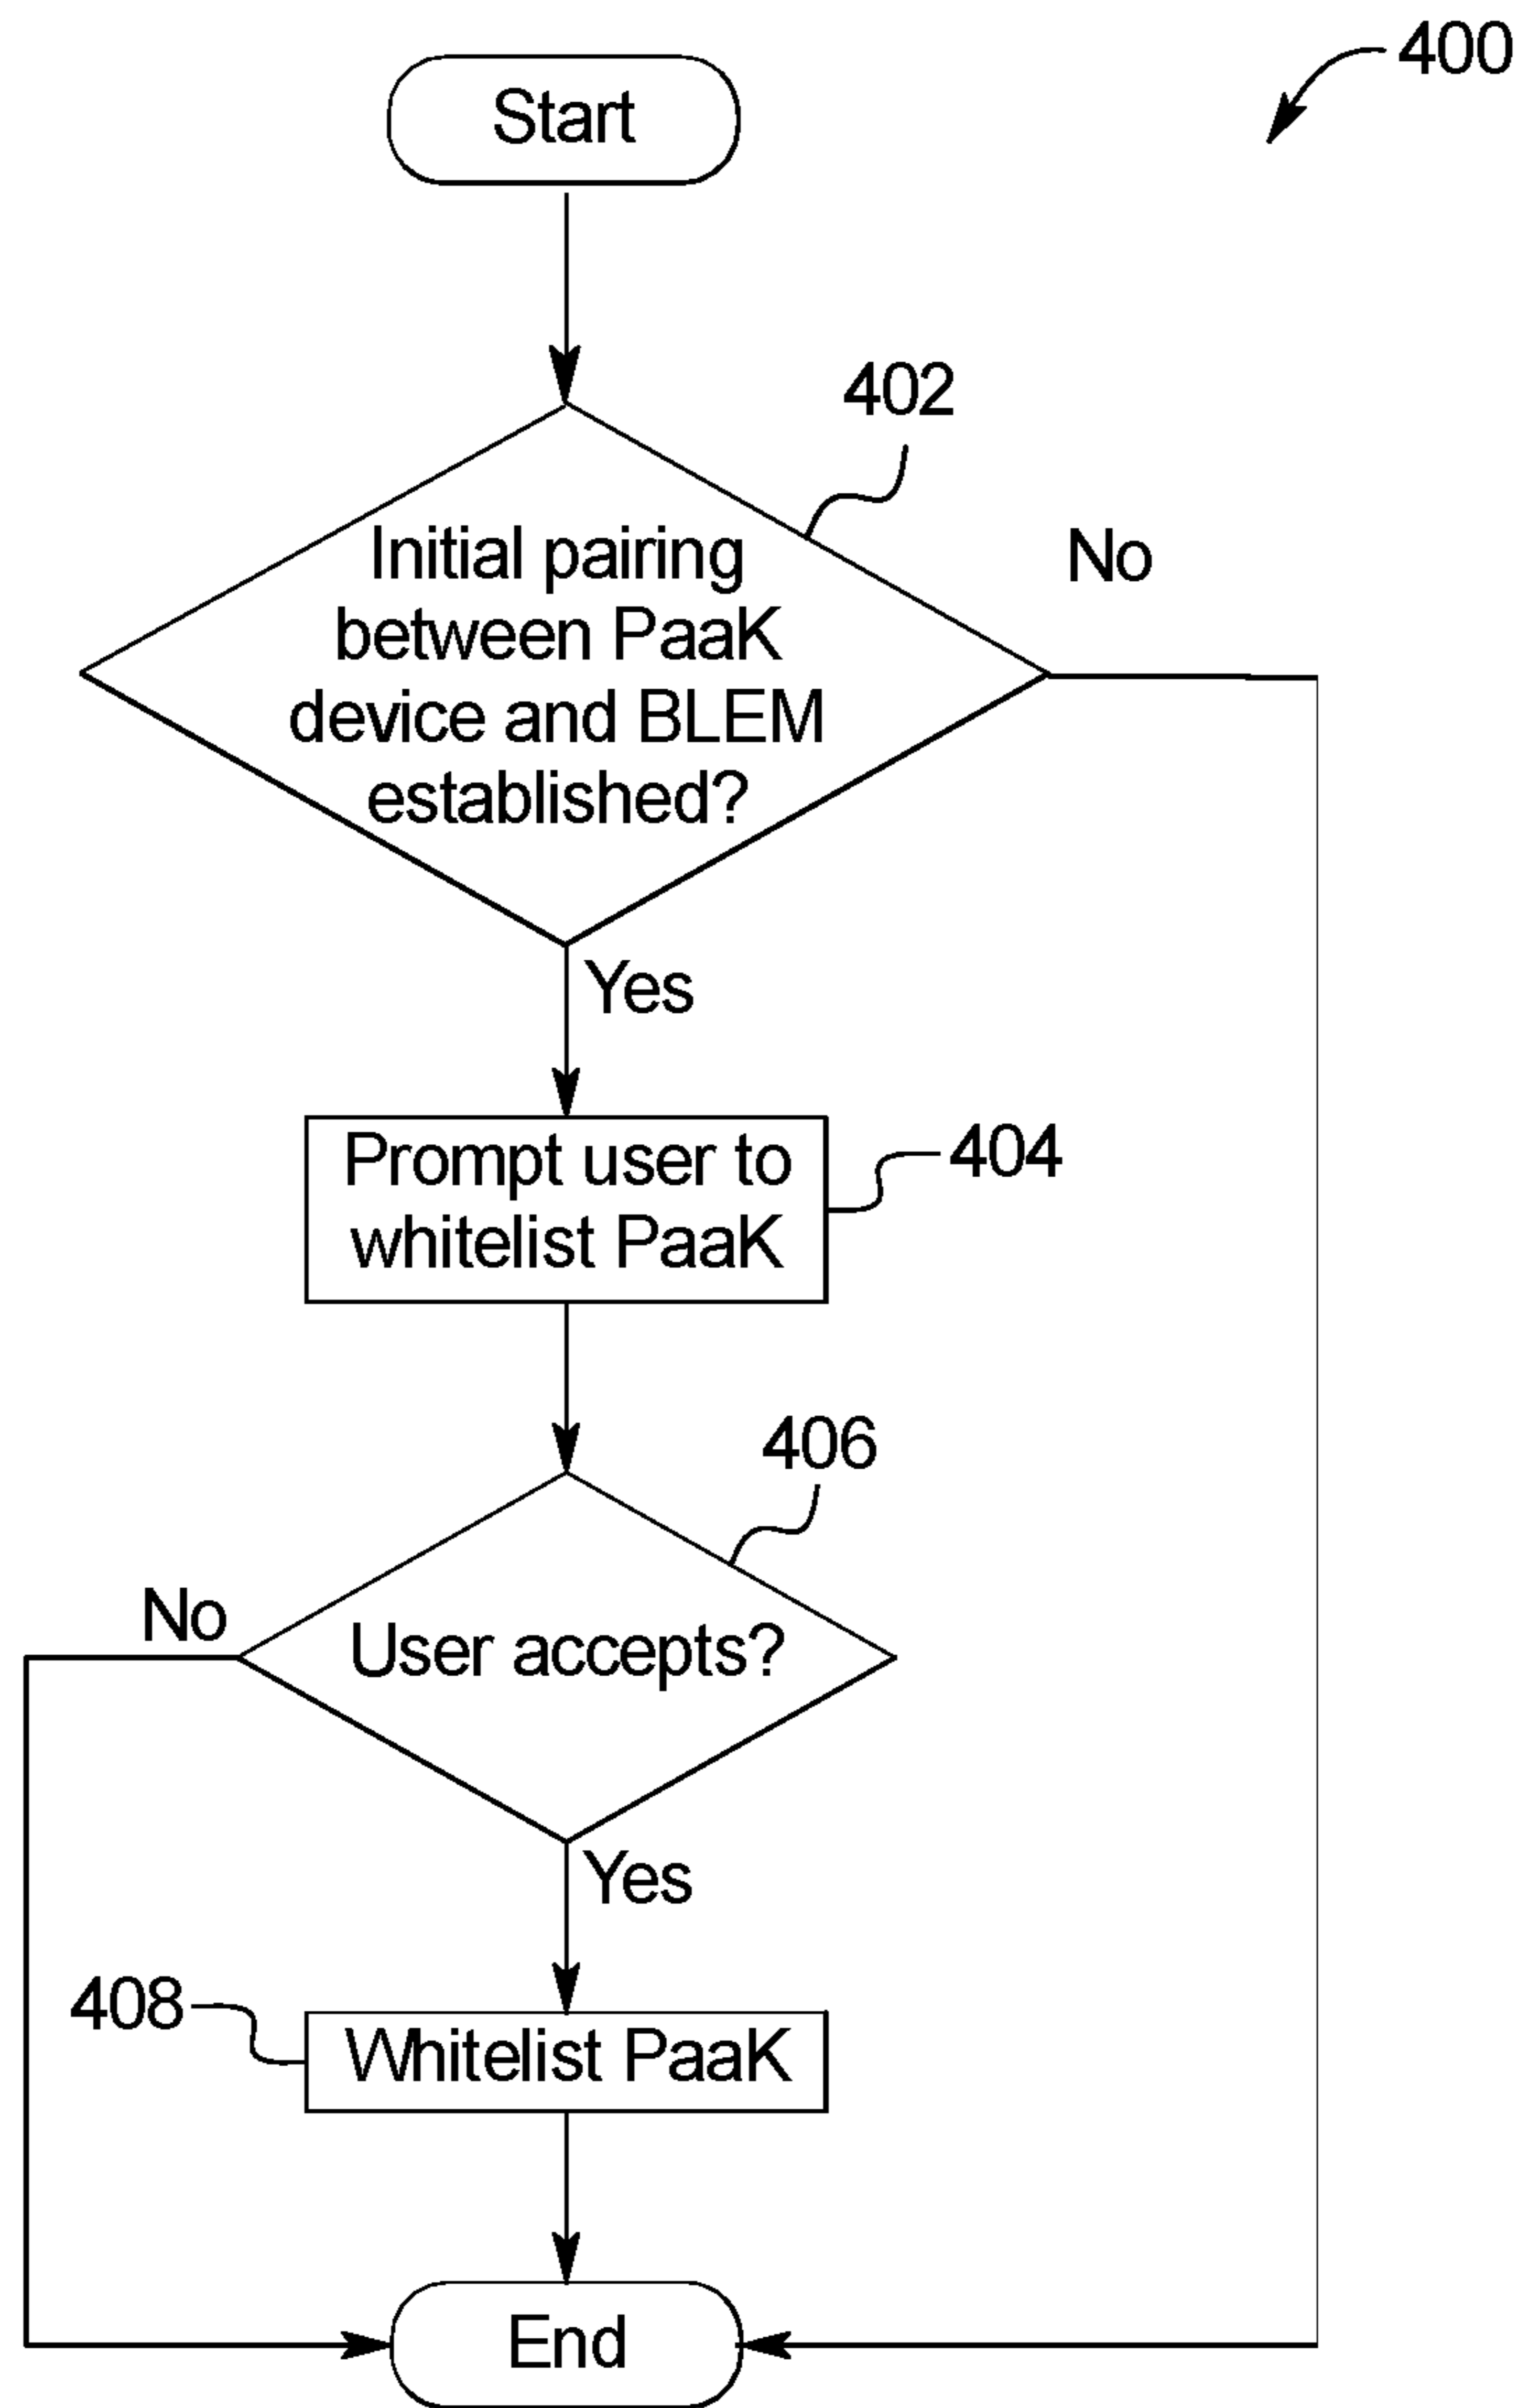 400
Start
402
Initial pairing
between PaaK
device and BLEM
established?
No
Yes
Prompt user to
whitelist PaaK
404
406
User accepts?
No
Yes
408
Whitelist PaaK
End